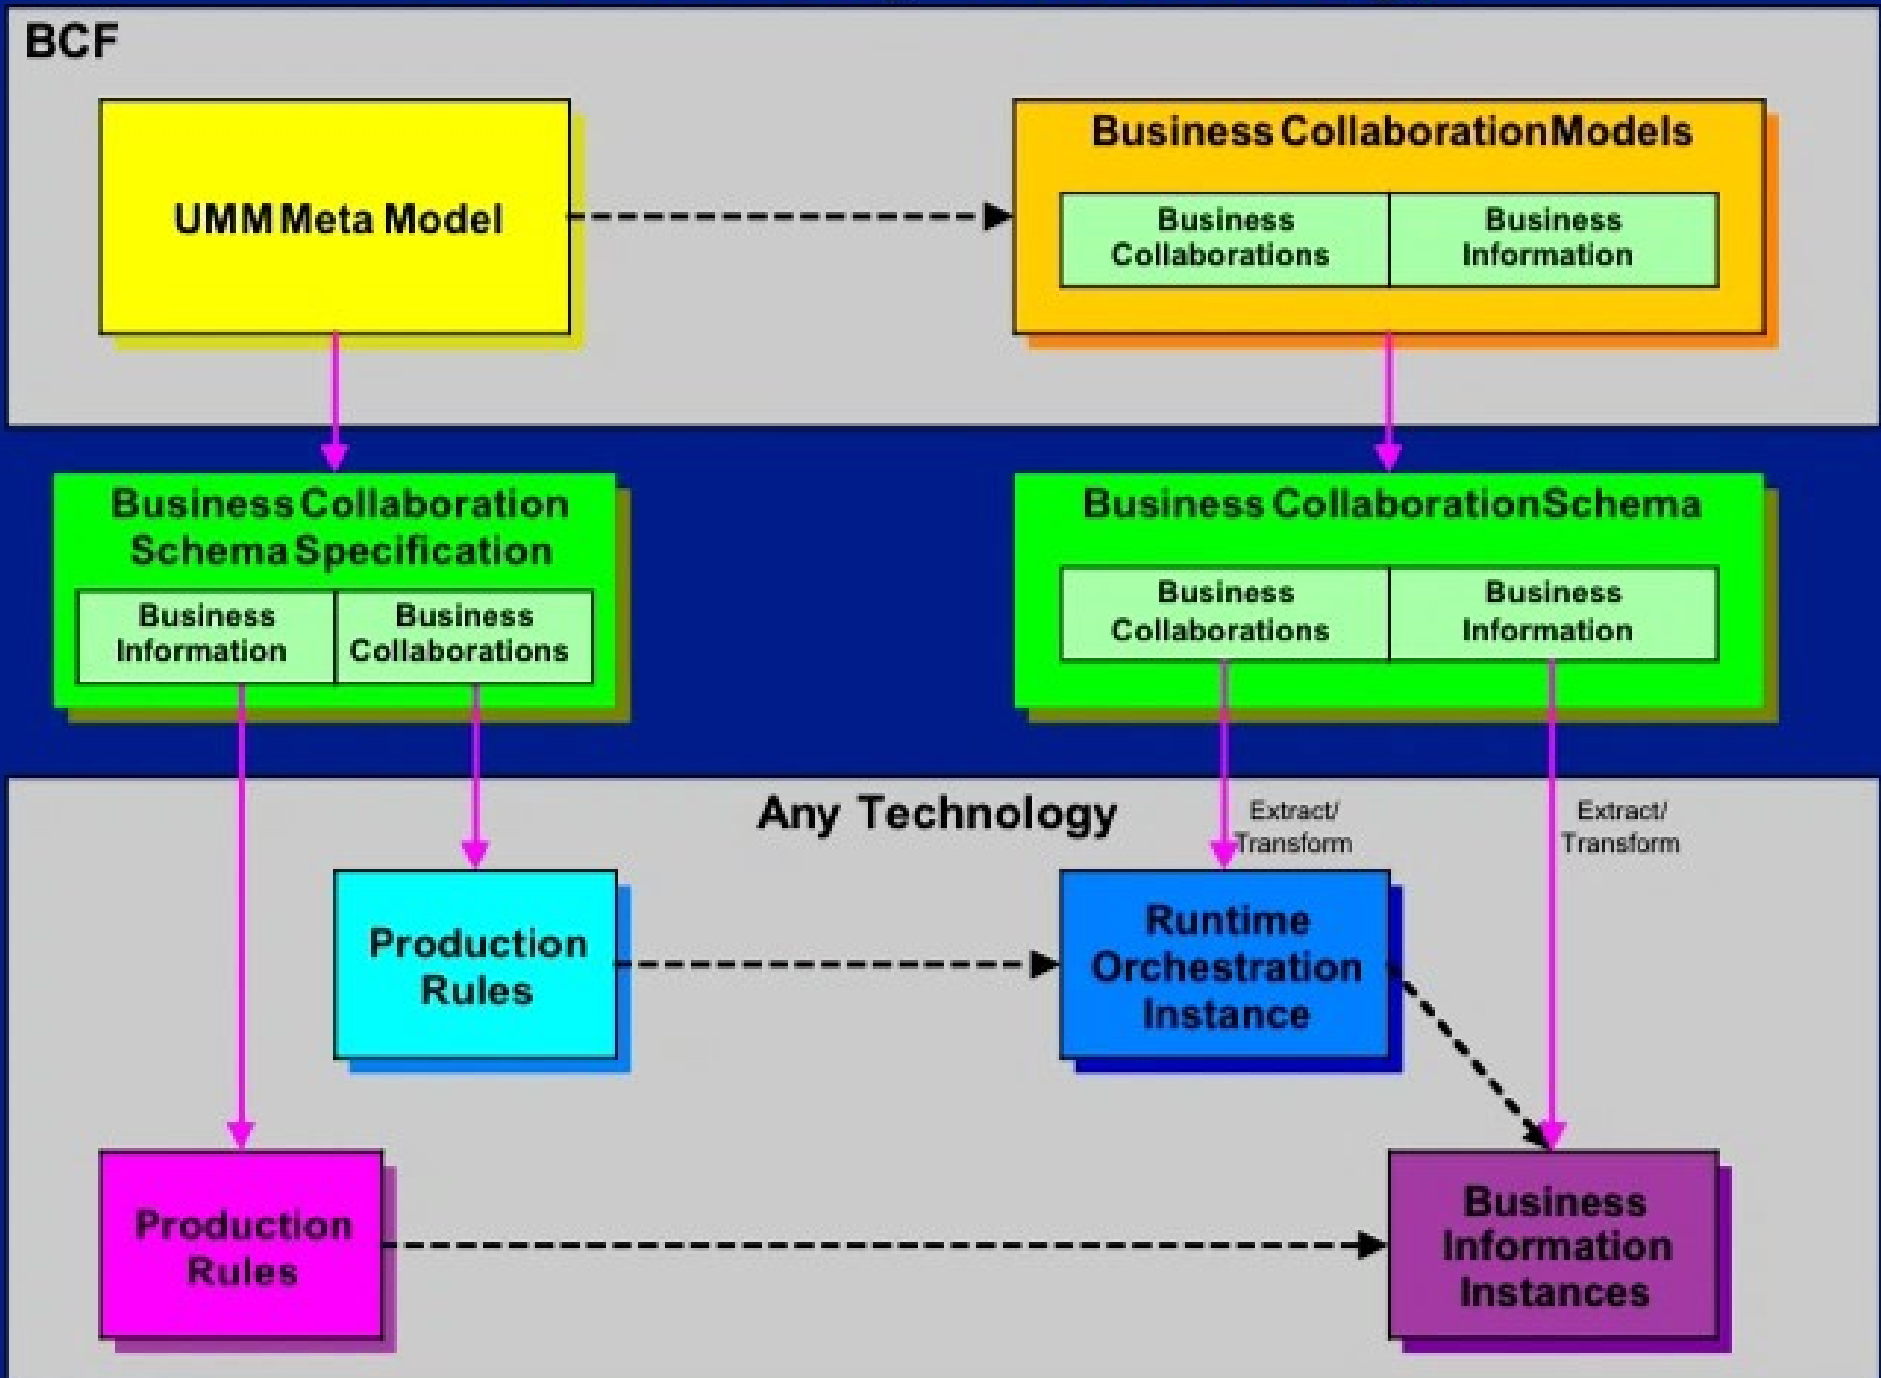 BCF
UMM Meta Model
Business Collaboration Models
Business
Collaborations
Business
Information
Business Collaboration
Schema Specification
Business
Information
Business
Collaborations
Business Collaboration Schema
Business
Collaborations
Business
Information
Any Technology
Extract/
Transform
Extract/
Transform
Production
Rules
Runtime
Orchestration
Instance
Production
Rules
Business
Information
Instances